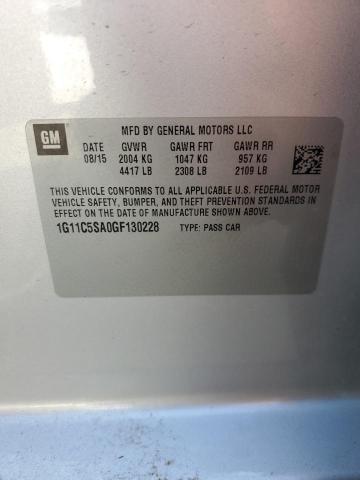 GM
MFD BY GENERAL MOTORS LLC
DATE GVWR GAWR FRT GAWR RR
08/15 2004 KG 1047 KG 957 KG
4417 LB 2308 LB 2109 LB
THIS VEHICLE CONFORMS TO ALL APPLICABLE U.S. FEDERAL MOTOR
VEHICLE SAFETY, BUMPER, AND THEFT PREVENTION STANDARDS
IN EFFECT ON THE DATE OF MANUFACTURE SHOWN ABOVE.
1G11C5SA0GF130228 TYPE: PASS CAR